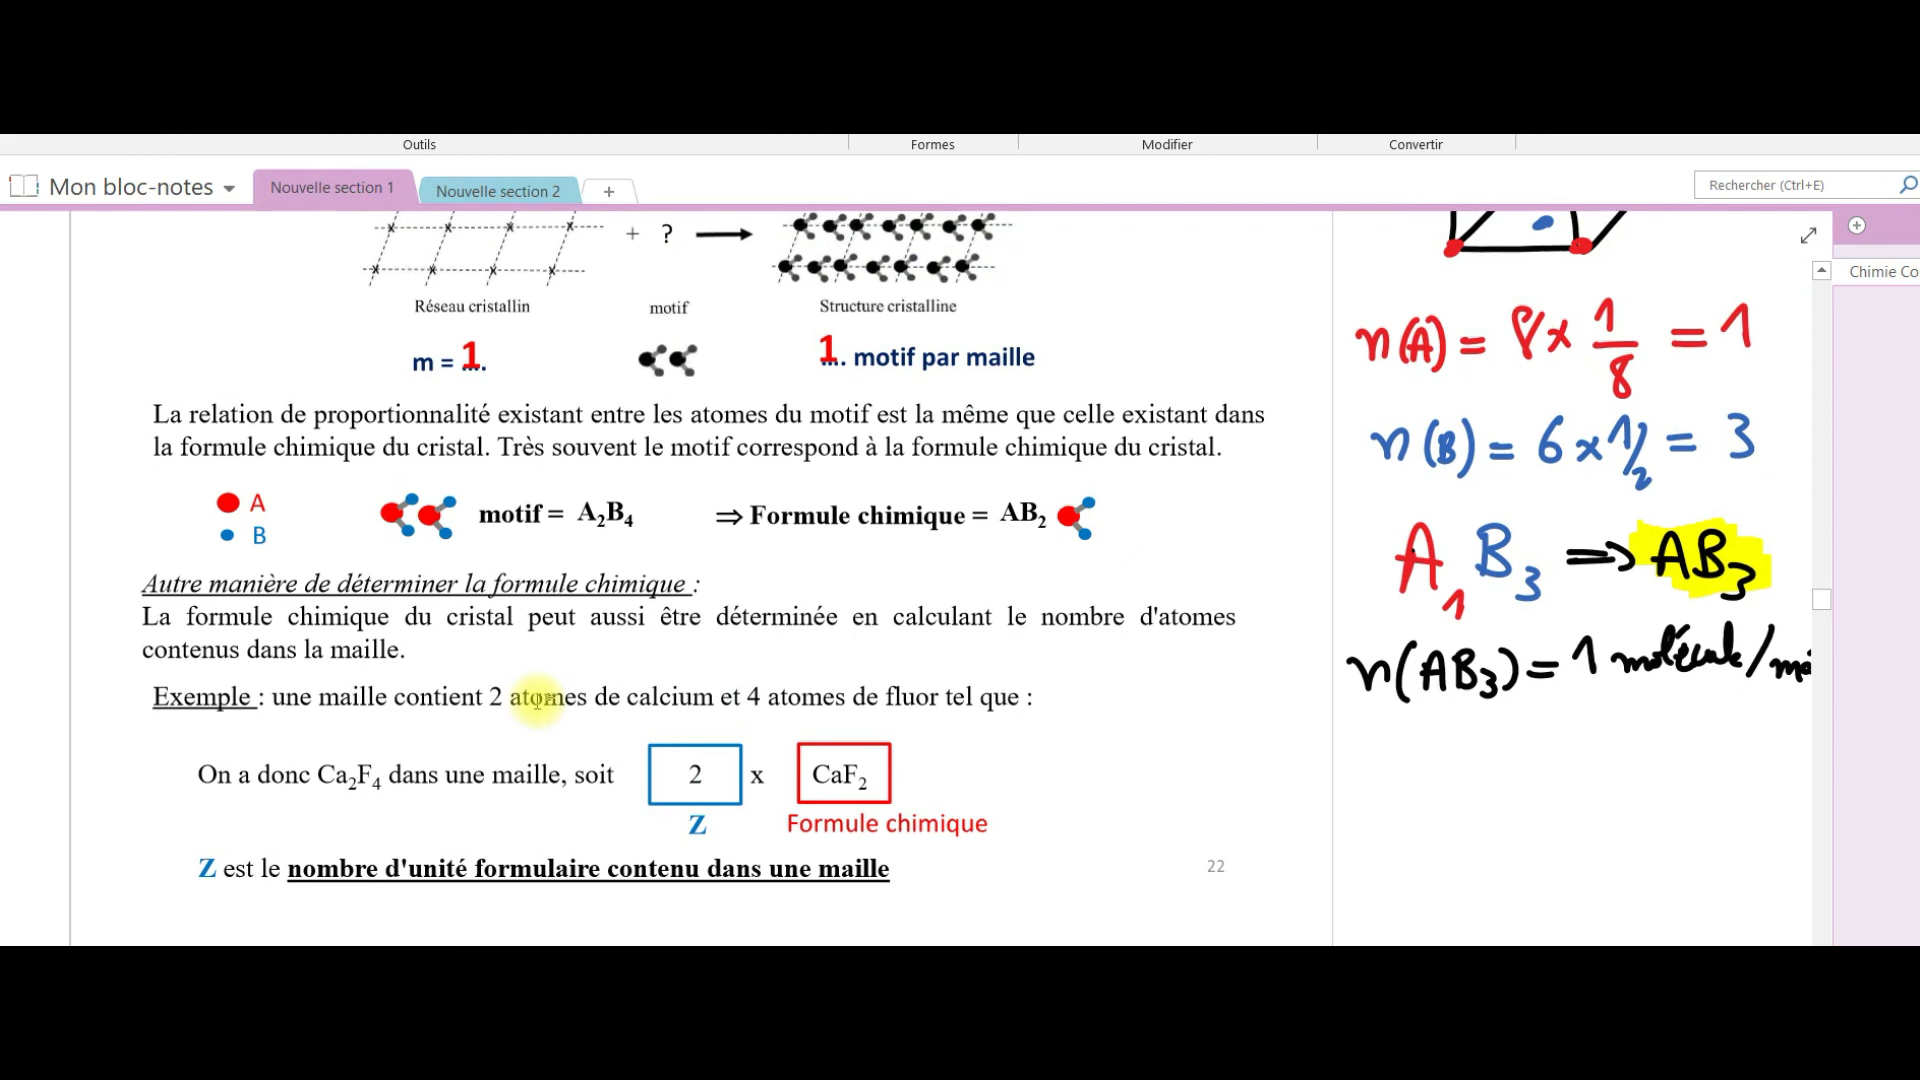 Outils Formes Modifier Convertir
Mon bloc-notes Nouvelle section 1 Nouvelle section 2 + Rechercher (Ctrl+E)
+ ?
Réseau cristallin motif Structure cristalline
m = 1. 1. motif par maille
La relation de proportionnalité existant entre les atomes du motif est la même que celle existant dans
la formule chimique du cristal. Très souvent le motif correspond à la formule chimique du cristal.
A
B
motif = A₂B₄ ⇒ Formule chimique = AB₂
Autre manière de déterminer la formule chimique :
La formule chimique du cristal peut aussi être déterminée en calculant le nombre d'atomes
contenus dans la maille.
Exemple : une maille contient 2 atomes de calcium et 4 atomes de fluor tel que :
On a donc Ca₂F₄ dans une maille, soit 2 x CaF₂
Z Formule chimique
Z est le nombre d'unité formulaire contenu dans une maille
22
n(A) = 8 x 1/8 = 1
n(B) = 6 x 1/2 = 3
A₁ B₃ => AB₃
n(AB₃) = 1 molécule/
Chimie Co